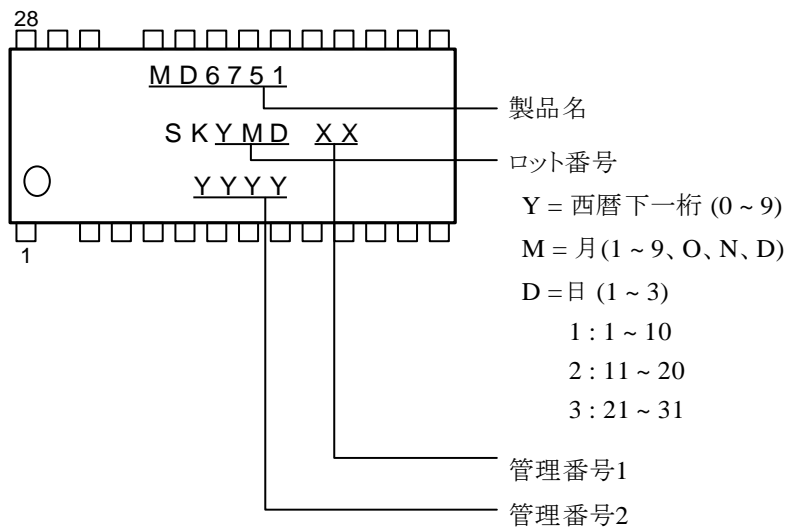 28
MD6751
SKYMD XX
YYYY
1
製品名
ロット番号
Y = 西暦下一桁 (0 ~ 9)
M = 月(1 ~ 9、O、N、D)
D =日 (1 ~ 3)
1 : 1 ~ 10
2 : 11 ~ 20
3 : 21 ~ 31
管理番号1
管理番号2